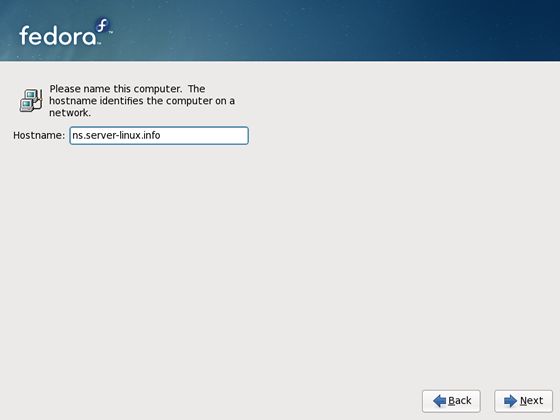 fedora
Please name this computer.  The
hostname identifies the computer on a
network.
Hostname: ns.server-linux.info
Back Next